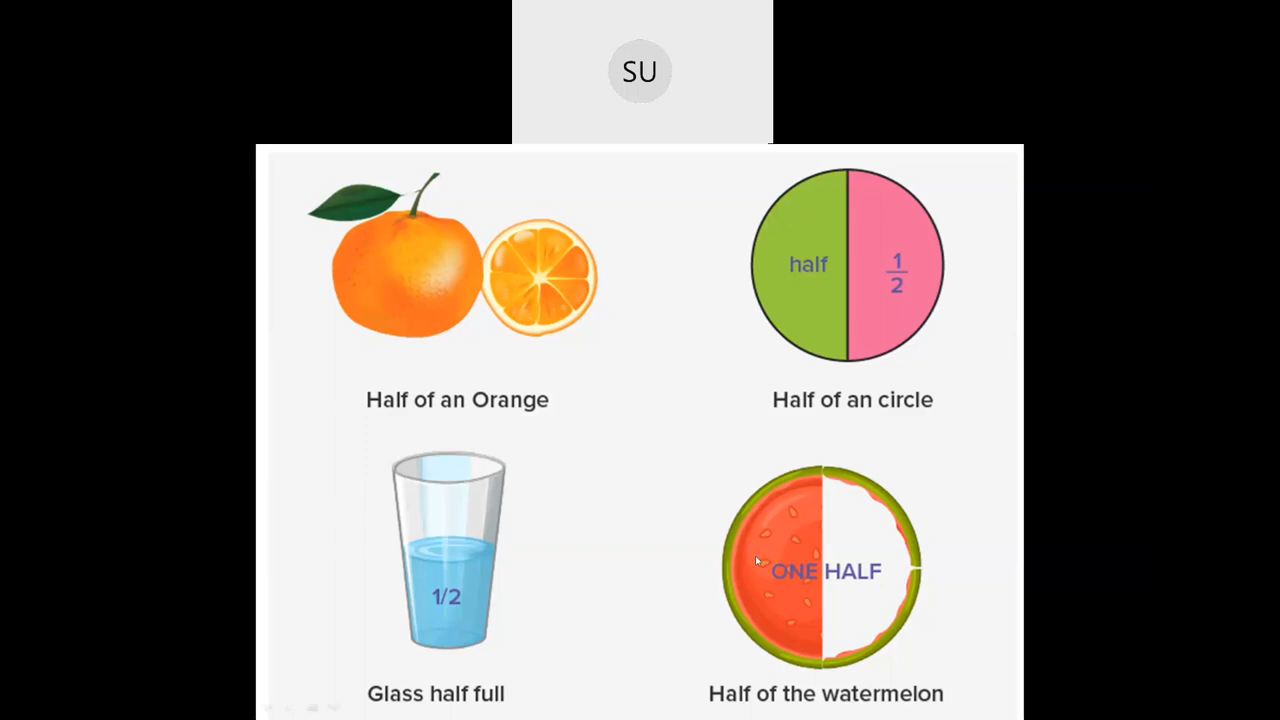 SU
half
1
2
Half of an Orange
Half of an circle
1/2
ONE HALF
Glass half full
Half of the watermelon